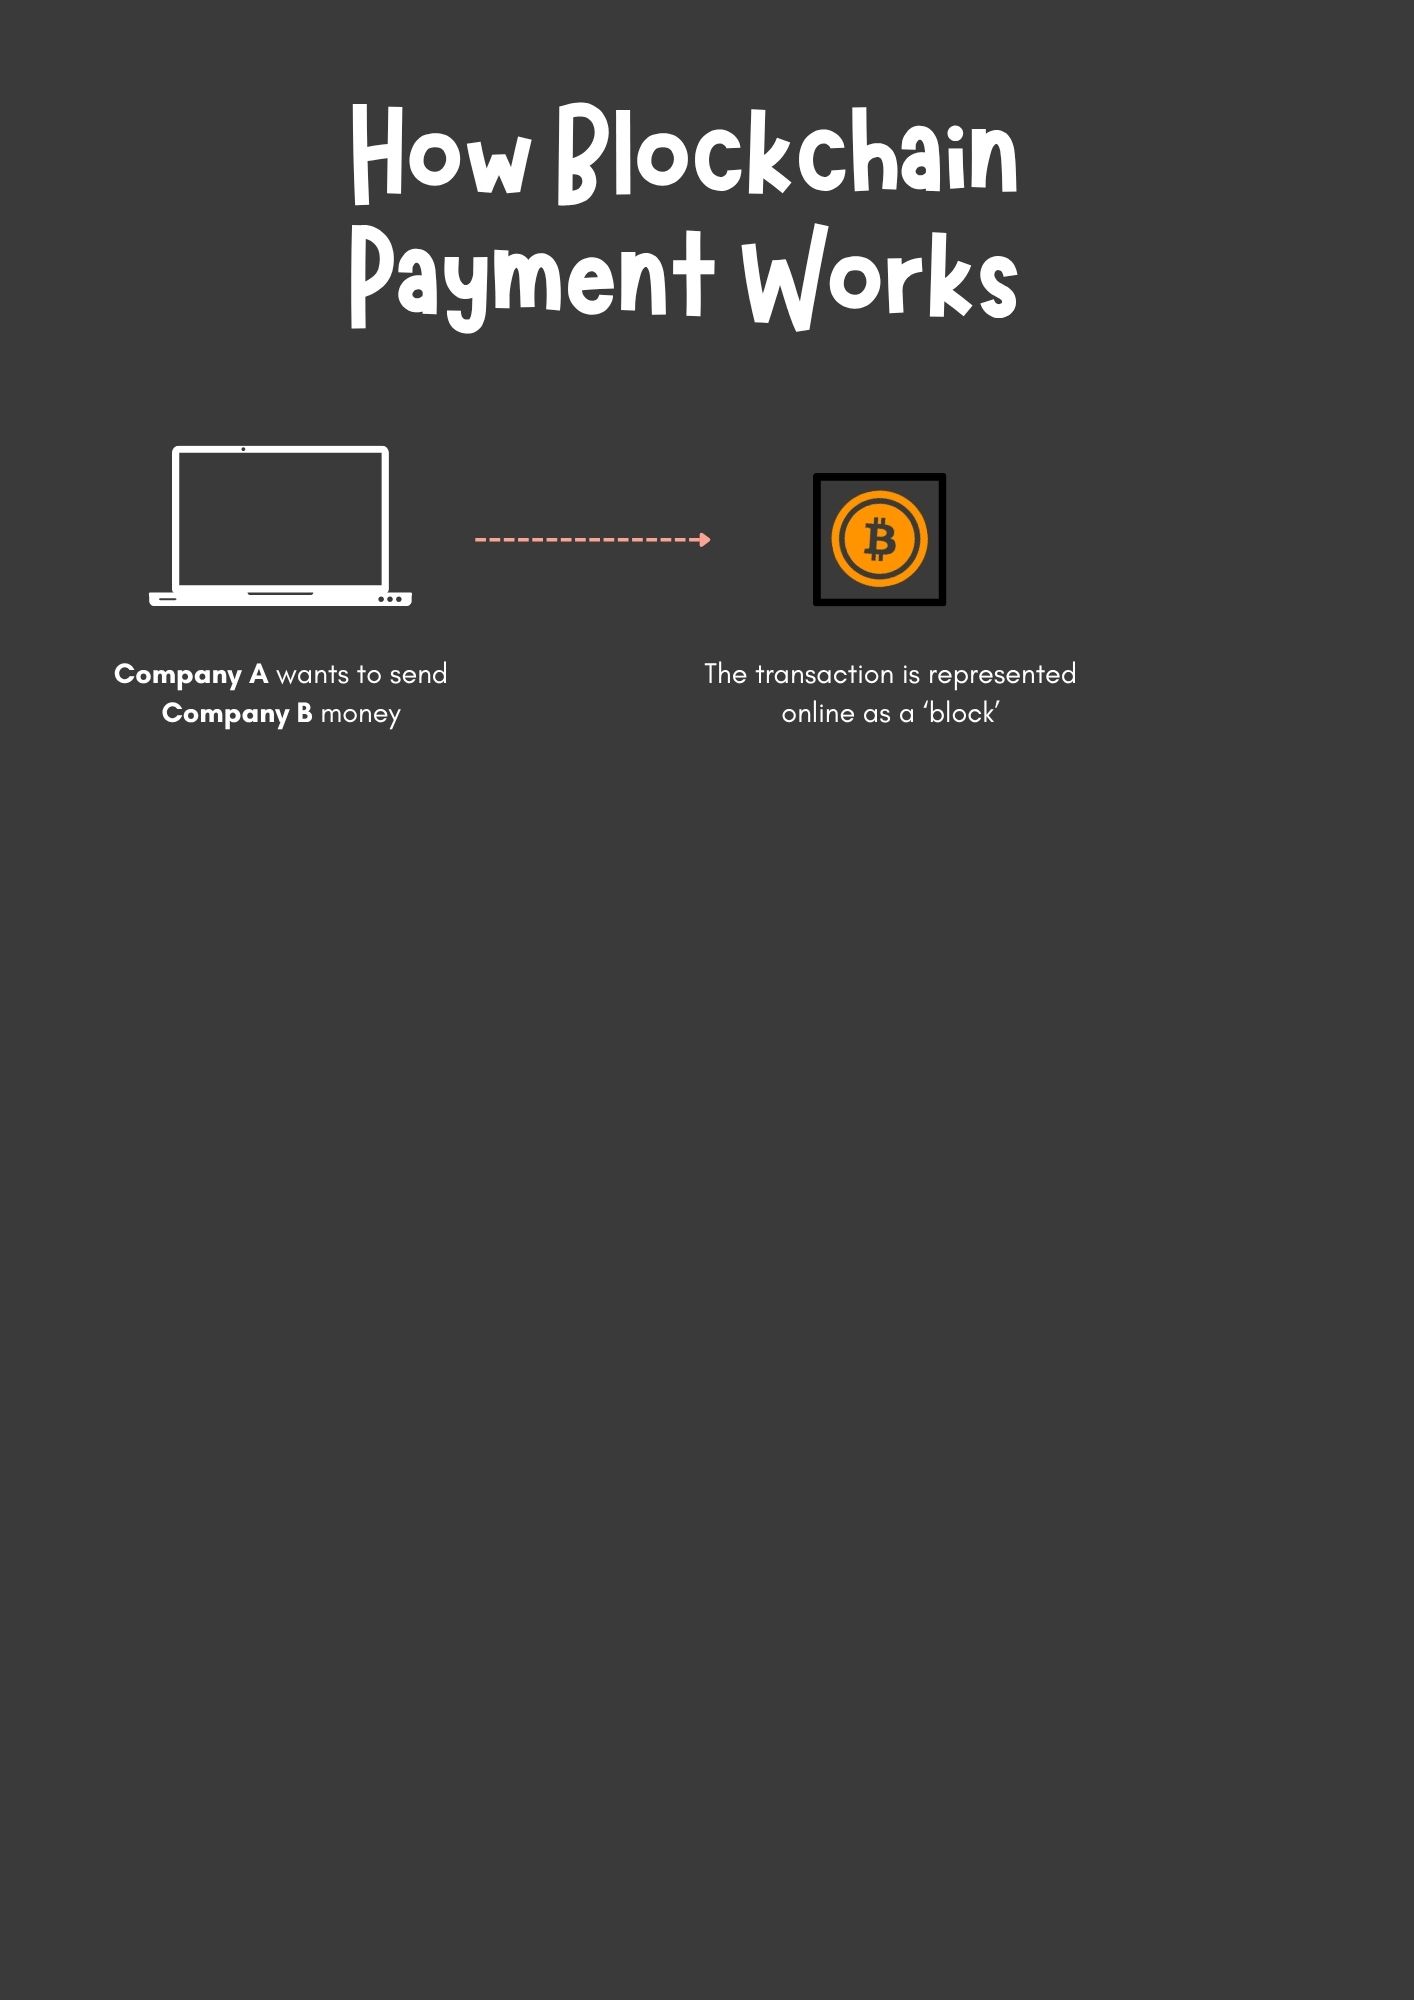 How Blockchain
Payment Works
Company A wants to send
Company B money
The transaction is represented
online as a ‘block’